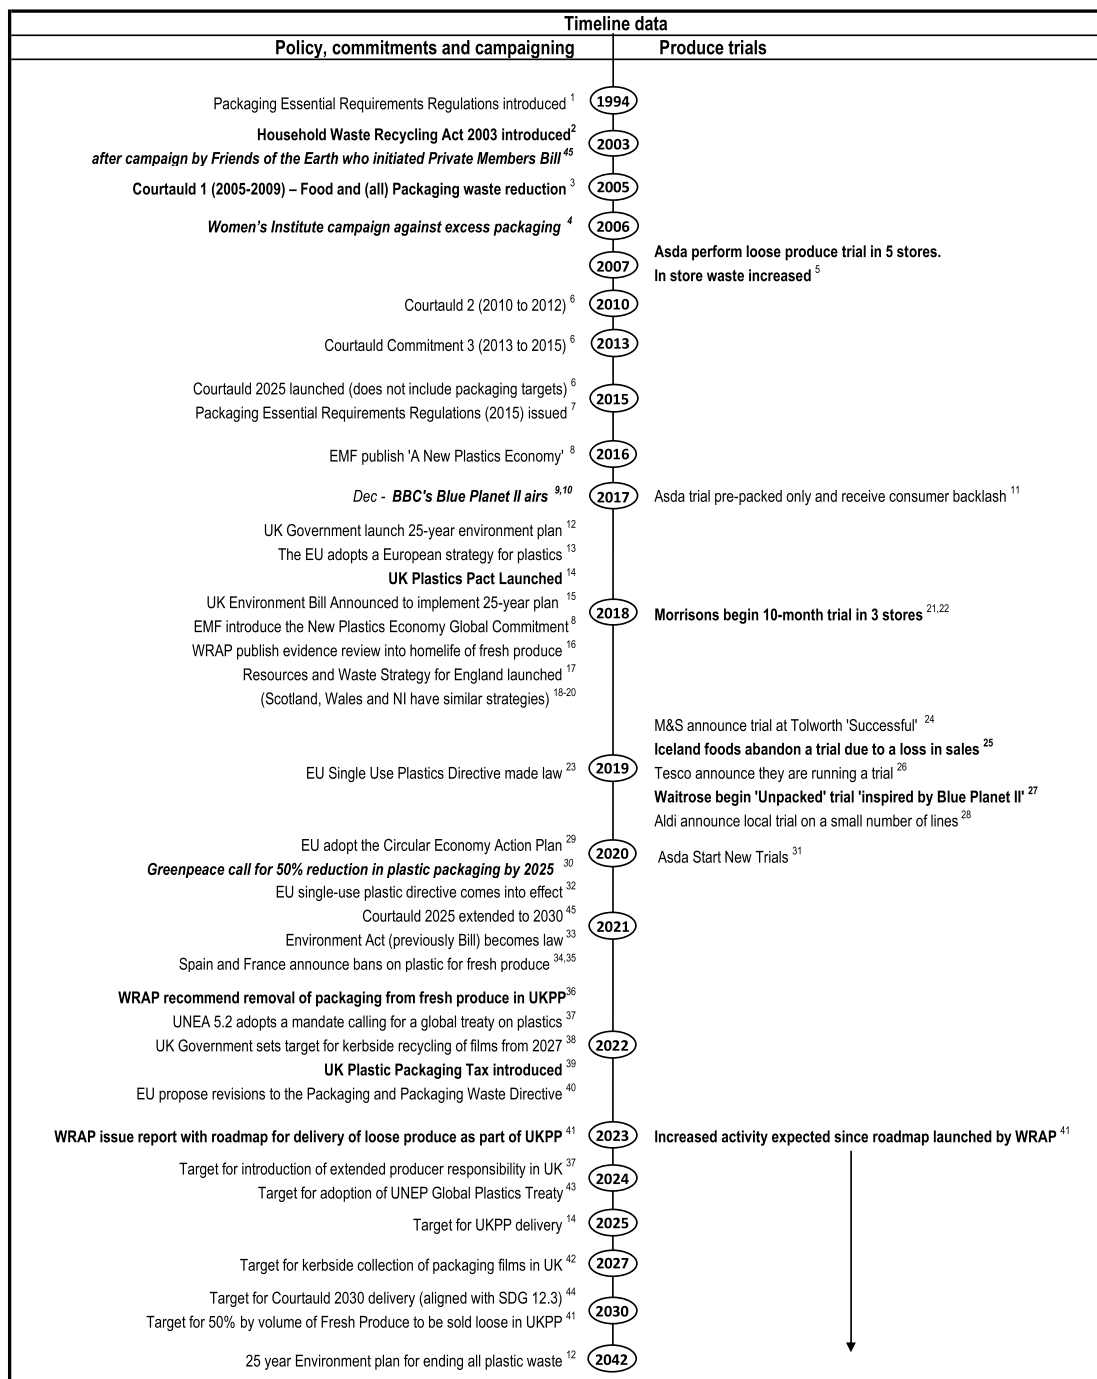 Timeline data
Policy, commitments and campaigning
Produce trials
Packaging Essential Requirements Regulations introduced 1
1994
Household Waste Recycling Act 2003 introduced2
after campaign by Friends of the Earth who initiated Private Members Bill 45
2003
Courtauld 1 (2005-2009) – Food and (all) Packaging waste reduction 3
2005
Women's Institute campaign against excess packaging 4
2006
2007
Asda perform loose produce trial in 5 stores.
In store waste increased 5
Courtauld 2 (2010 to 2012) 6
2010
Courtauld Commitment 3 (2013 to 2015) 6
2013
Courtauld 2025 launched (does not include packaging targets) 6
Packaging Essential Requirements Regulations (2015) issued 7
2015
EMF publish 'A New Plastics Economy' 8
2016
Dec - BBC's Blue Planet II airs 9,10
2017
Asda trial pre-packed only and receive consumer backlash 11
UK Government launch 25-year environment plan 12
The EU adopts a European strategy for plastics 13
UK Plastics Pact Launched 14
UK Environment Bill Announced to implement 25-year plan 15
EMF introduce the New Plastics Economy Global Commitment 8
WRAP publish evidence review into homelife of fresh produce 16
Resources and Waste Strategy for England launched 17
(Scotland, Wales and NI have similar strategies) 18-20
2018
Morrisons begin 10-month trial in 3 stores 21,22
EU Single Use Plastics Directive made law 23
2019
M&S announce trial at Tolworth 'Successful' 24
Iceland foods abandon a trial due to a loss in sales 25
Tesco announce they are running a trial 26
Waitrose begin 'Unpacked' trial 'inspired by Blue Planet II' 27
Aldi announce local trial on a small number of lines 28
EU adopt the Circular Economy Action Plan 29
Greenpeace call for 50% reduction in plastic packaging by 2025 30
2020
Asda Start New Trials 31
EU single-use plastic directive comes into effect 32
Courtauld 2025 extended to 2030 45
Environment Act (previously Bill) becomes law 33
Spain and France announce bans on plastic for fresh produce 34,35
2021
WRAP recommend removal of packaging from fresh produce in UKPP36
UNEA 5.2 adopts a mandate calling for a global treaty on plastics 37
UK Government sets target for kerbside recycling of films from 2027 38
UK Plastic Packaging Tax introduced 39
EU propose revisions to the Packaging and Packaging Waste Directive 40
2022
WRAP issue report with roadmap for delivery of loose produce as part of UKPP 41
2023
Increased activity expected since roadmap launched by WRAP 41
Target for introduction of extended producer responsibility in UK 37
Target for adoption of UNEP Global Plastics Treaty 43
2024
Target for UKPP delivery 14
2025
Target for kerbside collection of packaging films in UK 42
2027
Target for Courtauld 2030 delivery (aligned with SDG 12.3) 44
Target for 50% by volume of Fresh Produce to be sold loose in UKPP 41
2030
25 year Environment plan for ending all plastic waste 12
2042